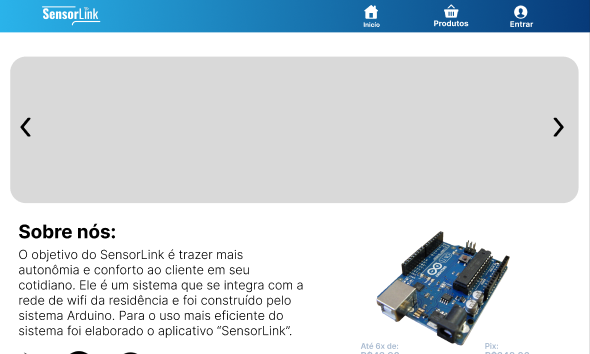 SensorLink
Início
Produtos
Entrar
Sobre nós:
O objetivo do SensorLink é trazer mais
autonômia e conforto ao cliente em seu
cotidiano. Ele é um sistema que se integra com a
rede de wifi da residência e foi construído pelo
sistema Arduino. Para o uso mais eficiente do
sistema foi elaborado o aplicativo “SensorLink”.
Até 6x de:
Pix: